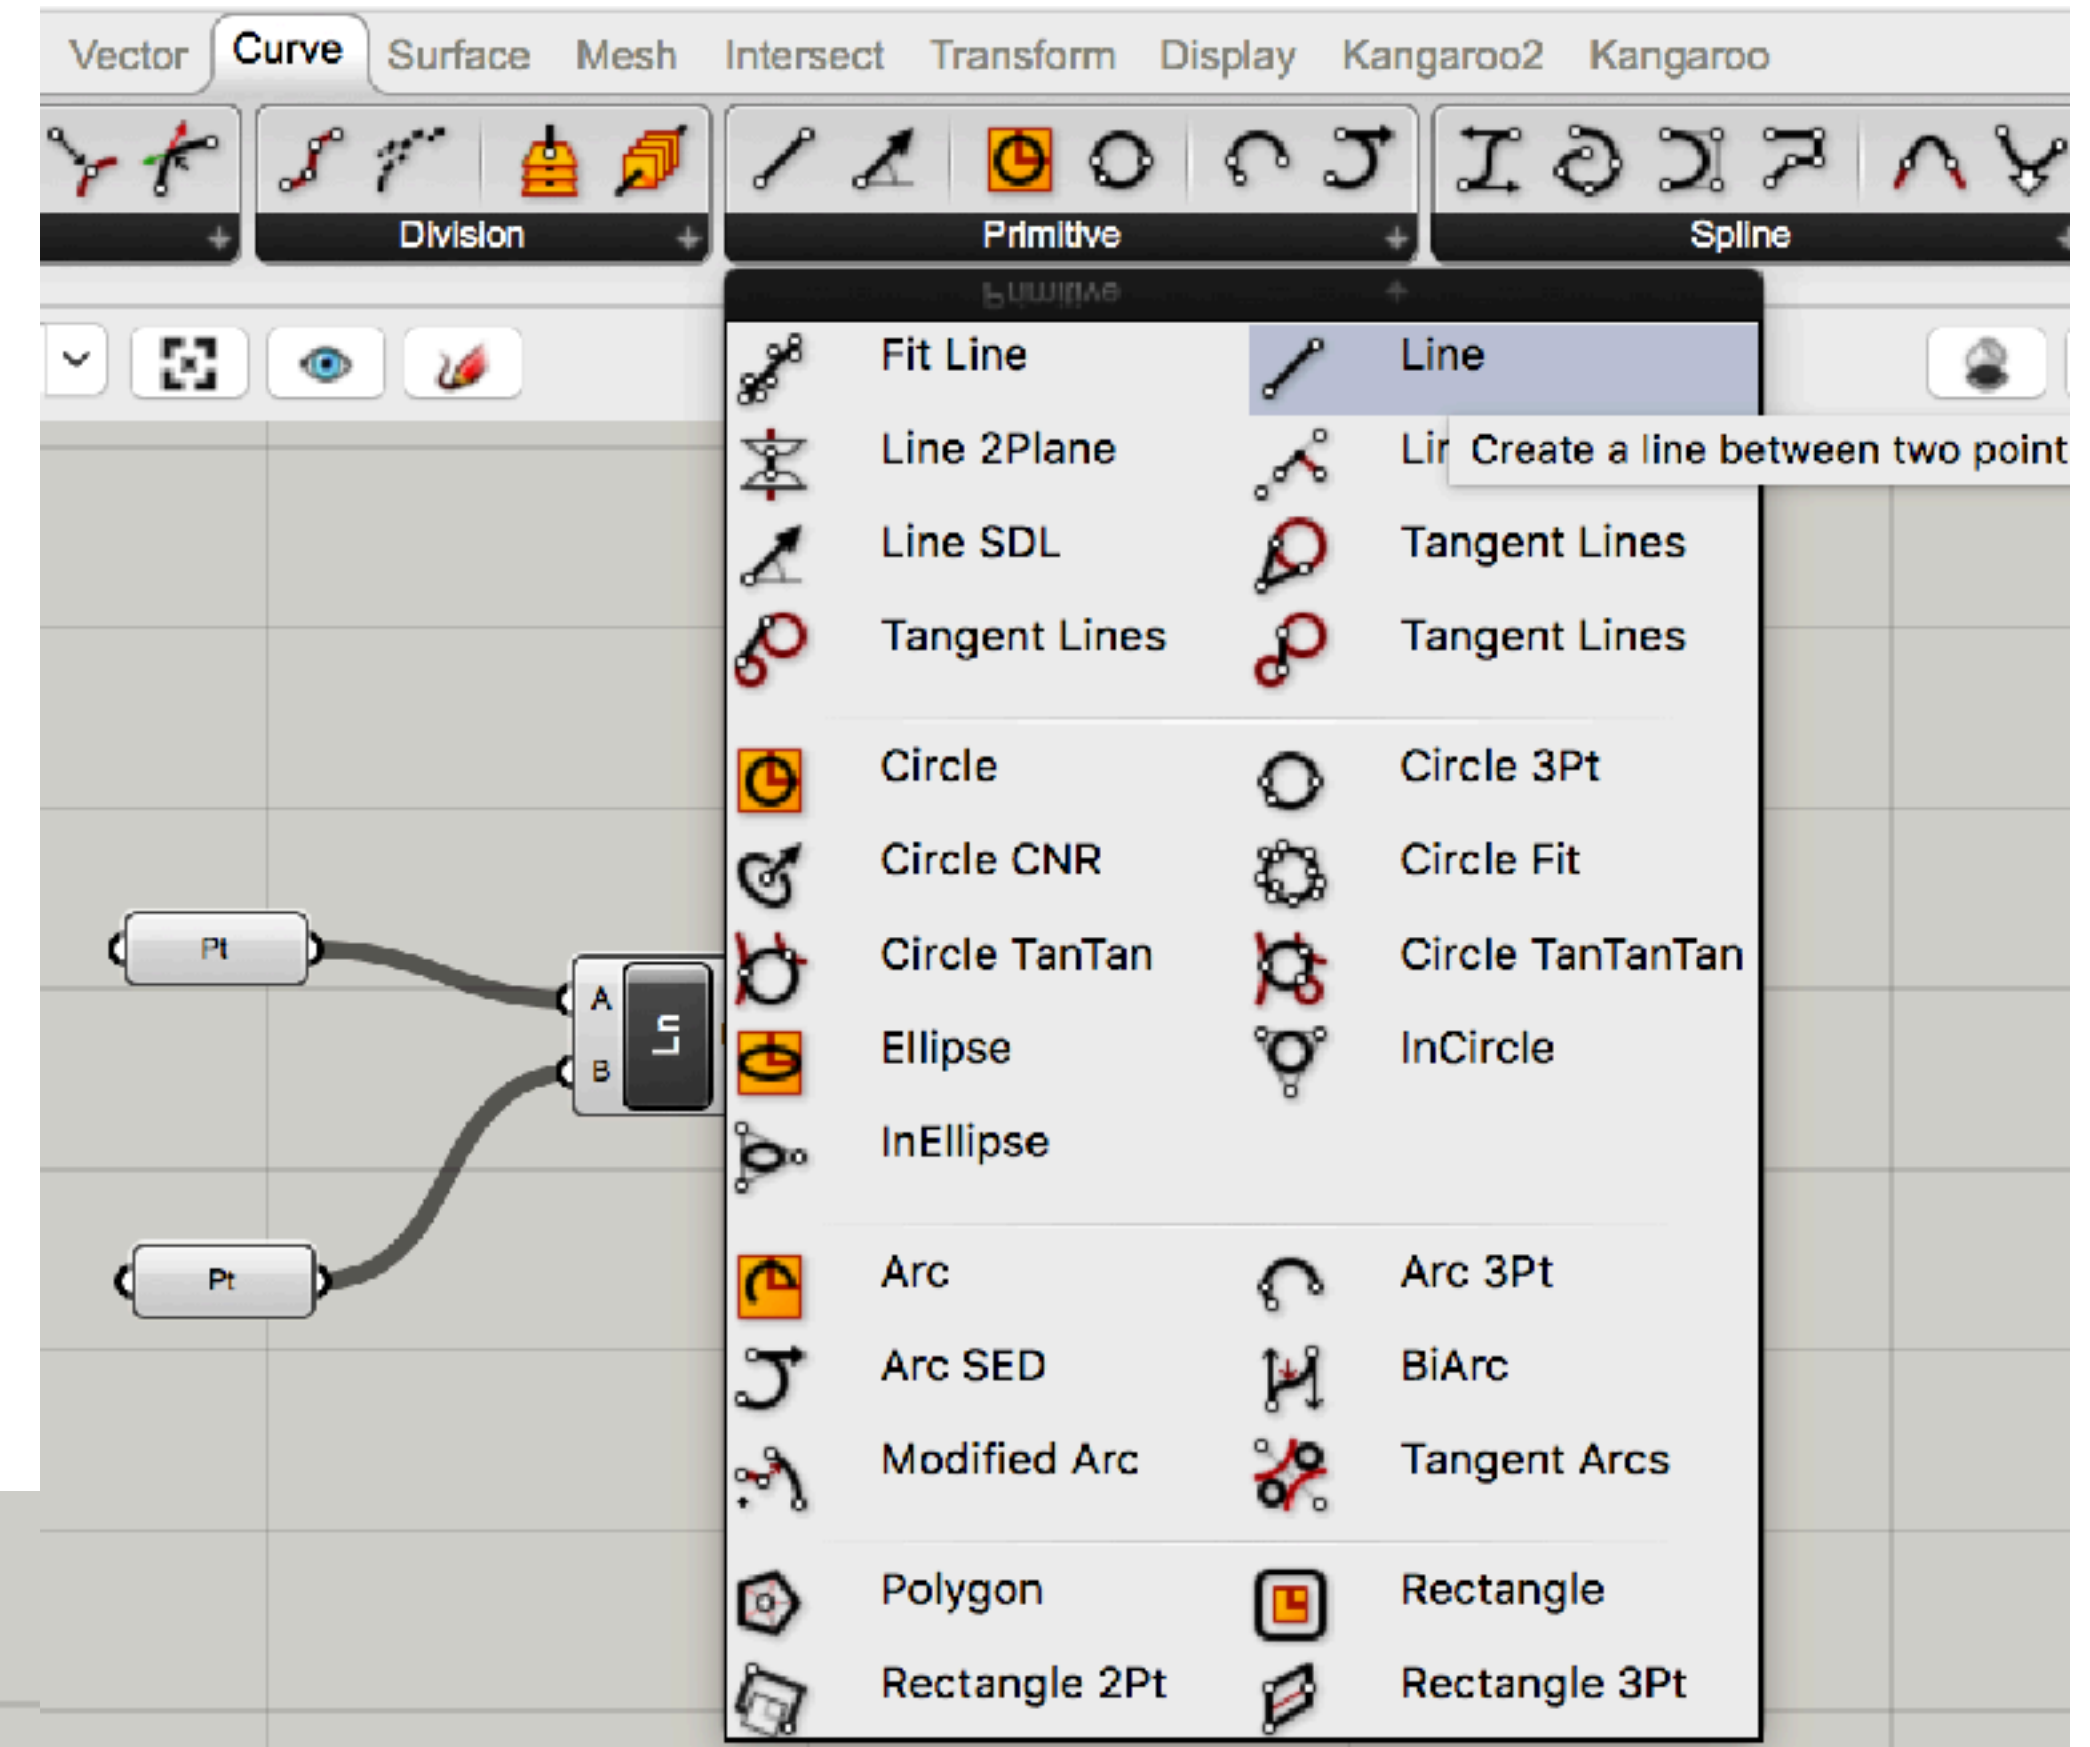 Vector Curve Surface Mesh Intersect Transform Display Kangaroo2 Kangaroo
Division Primitive Spline
Primitive
Fit Line Line
Line 2Plane Lin
Create a line between two point
Line SDL Tangent Lines
Tangent Lines Tangent Lines
Circle Circle 3Pt
Circle CNR Circle Fit
Circle TanTan Circle TanTanTan
Ellipse InCircle
InEllipse
Arc Arc 3Pt
Arc SED BiArc
Modified Arc Tangent Arcs
Polygon Rectangle
Rectangle 2Pt Rectangle 3Pt
Pt
A
Ln
B
Pt